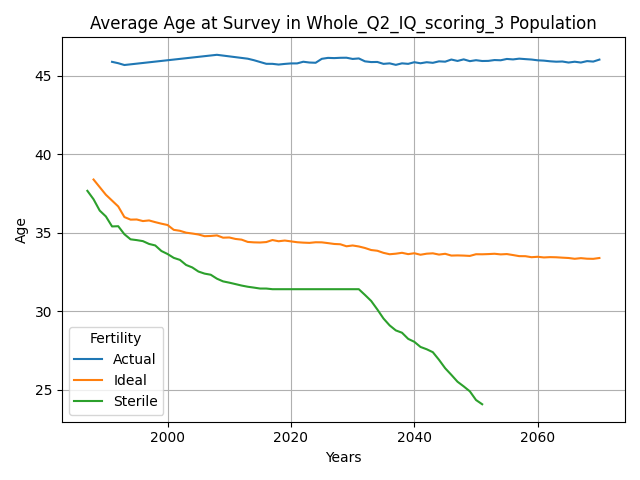 Average Age at Survey in Whole_Q2_IQ_scoring_3 Population
45
40
35
30
25
Age
Fertility
Actual
Ideal
Sterile
2000
2020
2040
2060
Years